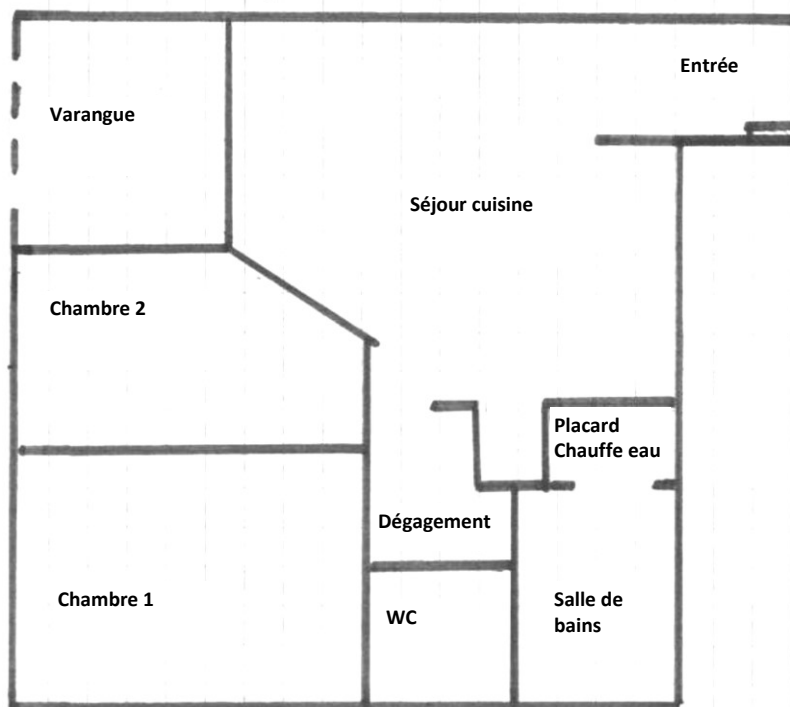 Entrée
Varangue
Séjour cuisine
Chambre 2
Placard
Chauffe eau
Dégagement
Chambre 1
WC
Salle de
bains